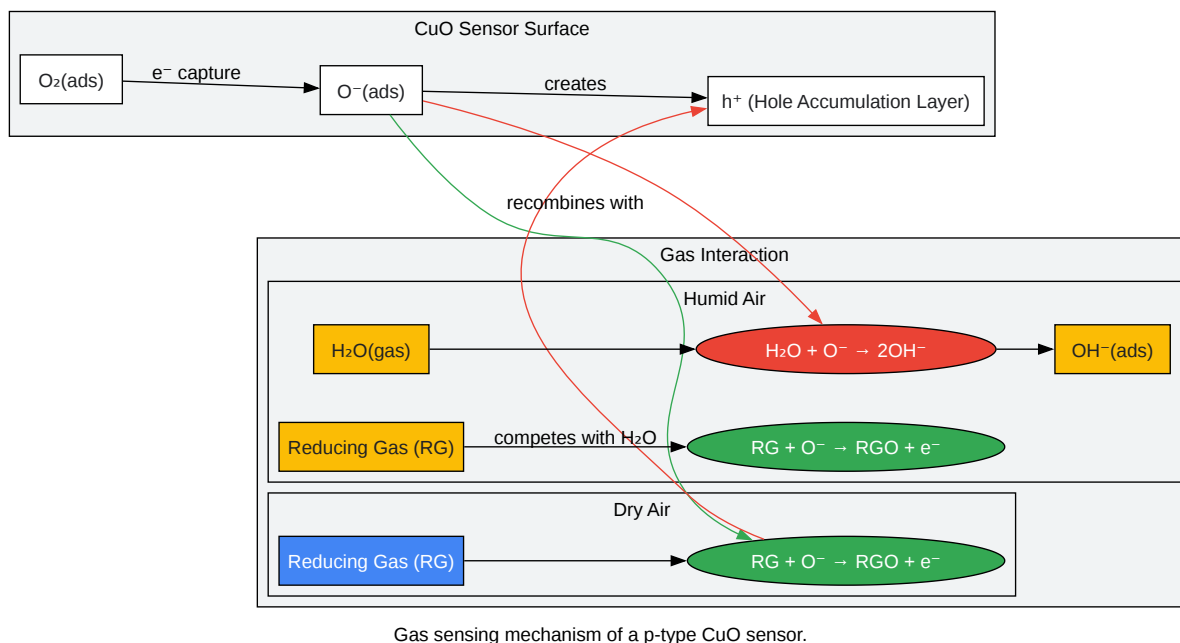 CuO Sensor Surface
O₂(ads)
e⁻ capture
O⁻(ads)
creates
h⁺ (Hole Accumulation Layer)
recombines with
Gas Interaction
Humid Air
H₂O(gas)
H₂O + O⁻ → 2OH⁻
OH⁻(ads)
Reducing Gas (RG)
competes with H₂O
RG + O⁻ → RGO + e⁻
Dry Air
Reducing Gas (RG)
RG + O⁻ → RGO + e⁻
Gas sensing mechanism of a p-type CuO sensor.